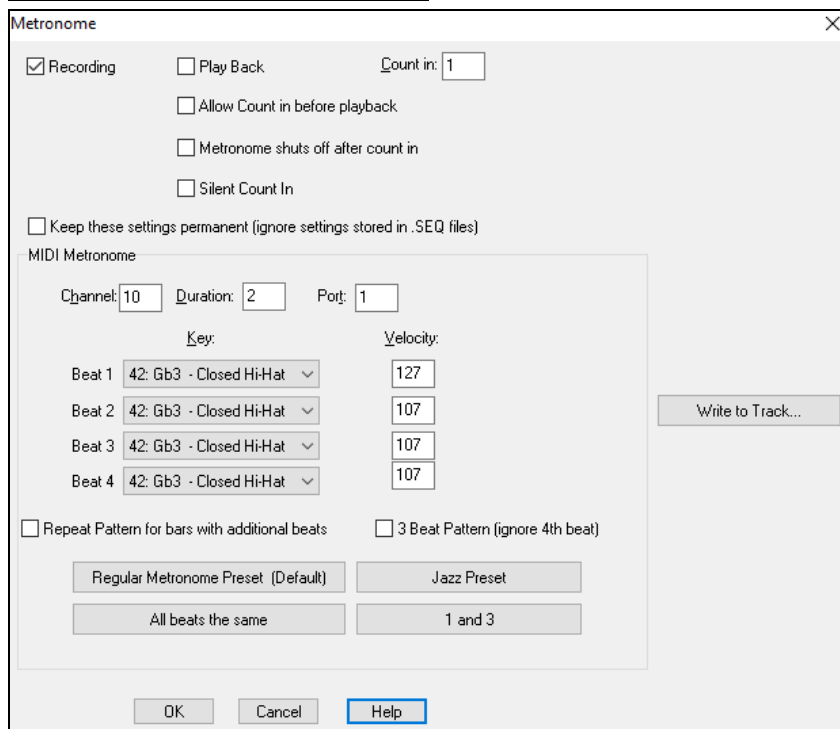 Metronome
Recording
Play Back
Count in: 1
Allow Count in before playback
Metronome shuts off after count in
Silent Count In
Keep these settings permanent (ignore settings stored in .SEQ files)
MIDI Metronome
Channel: 10 Duration: 2 Port: 1
Key: Velocity:
Beat 1 42: Gb3 - Closed Hi-Hat 127
Beat 2 42: Gb3 - Closed Hi-Hat 107
Beat 3 42: Gb3 - Closed Hi-Hat 107
Beat 4 42: Gb3 - Closed Hi-Hat 107
Write to Track...
Repeat Pattern for bars with additional beats
3 Beat Pattern (ignore 4th beat)
Regular Metronome Preset (Default)
Jazz Preset
All beats the same
1 and 3
OK
Cancel
Help